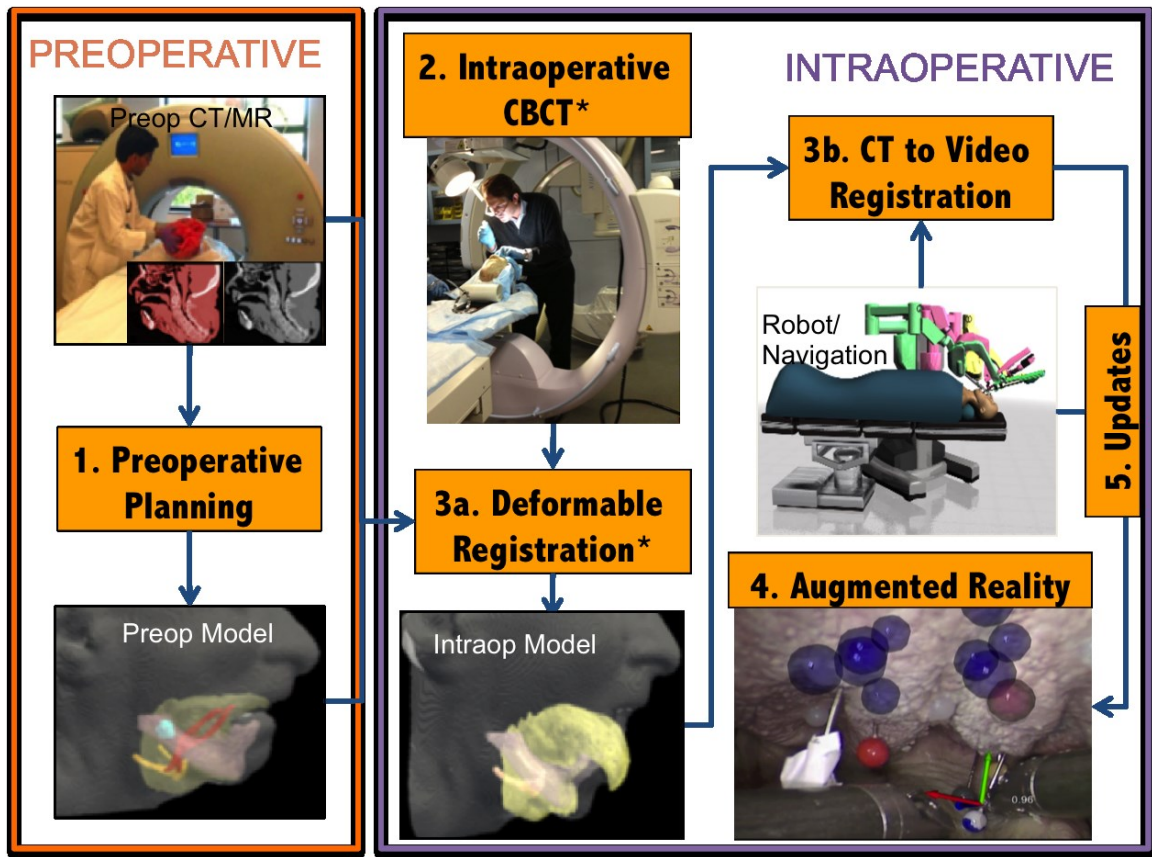 PREOPERATIVE
Preop CT/MR
1. Preoperative
Planning
Preop Model
INTRAOPERATIVE
2. Intraoperative
CBCT*
3a. Deformable
Registration*
Intraop Model
3b. CT to Video
Registration
Robot/
Navigation
5. Updates
4. Augmented Reality
0.96